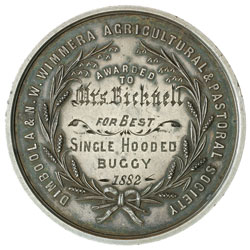 DIMBOOLA & N.W. WIMMERA AGRICULTURAL & PASTORAL SOCIETY
AWARDED
TO
Mrs. Bicknell
FOR BEST
SINGLE HOODED
BUGGY
1882